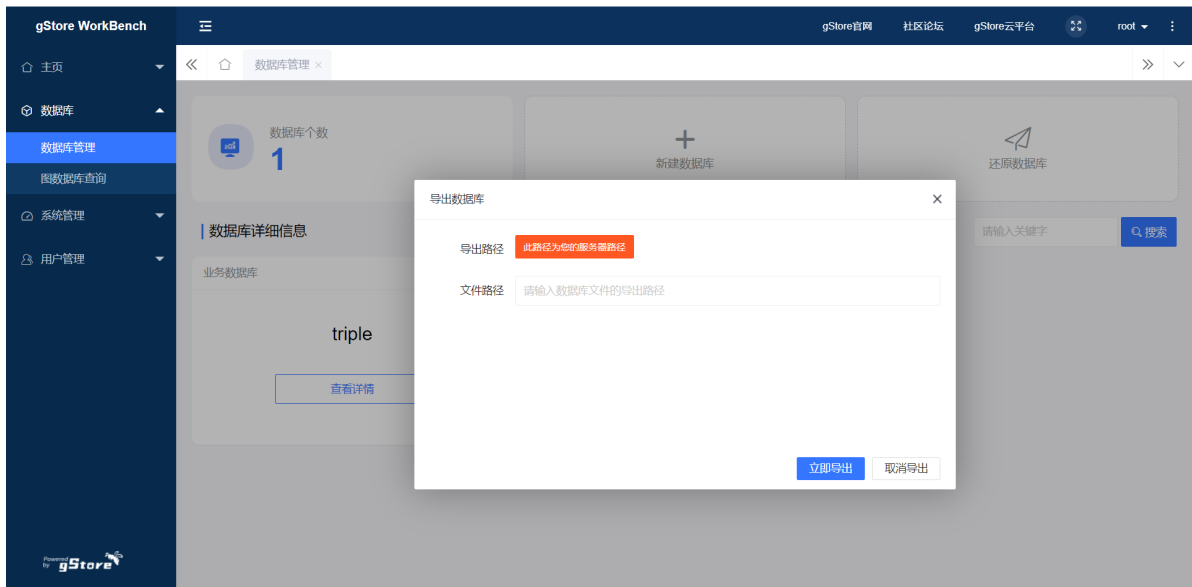 gStore WorkBench
gStore官网 社区论坛 gStore云平台 root
主页
数据库管理
数据库
数据库管理
图数据库查询
系统管理
用户管理
数据库个数
1
新建数据库
还原数据库
数据库详细信息
请输入关键字
搜索
业务数据库
triple
查看详情
导出数据库
导出路径 此路径为您的服务器路径
文件路径 请输入数据库文件的导出路径
立即导出 取消导出
Powered by gStore